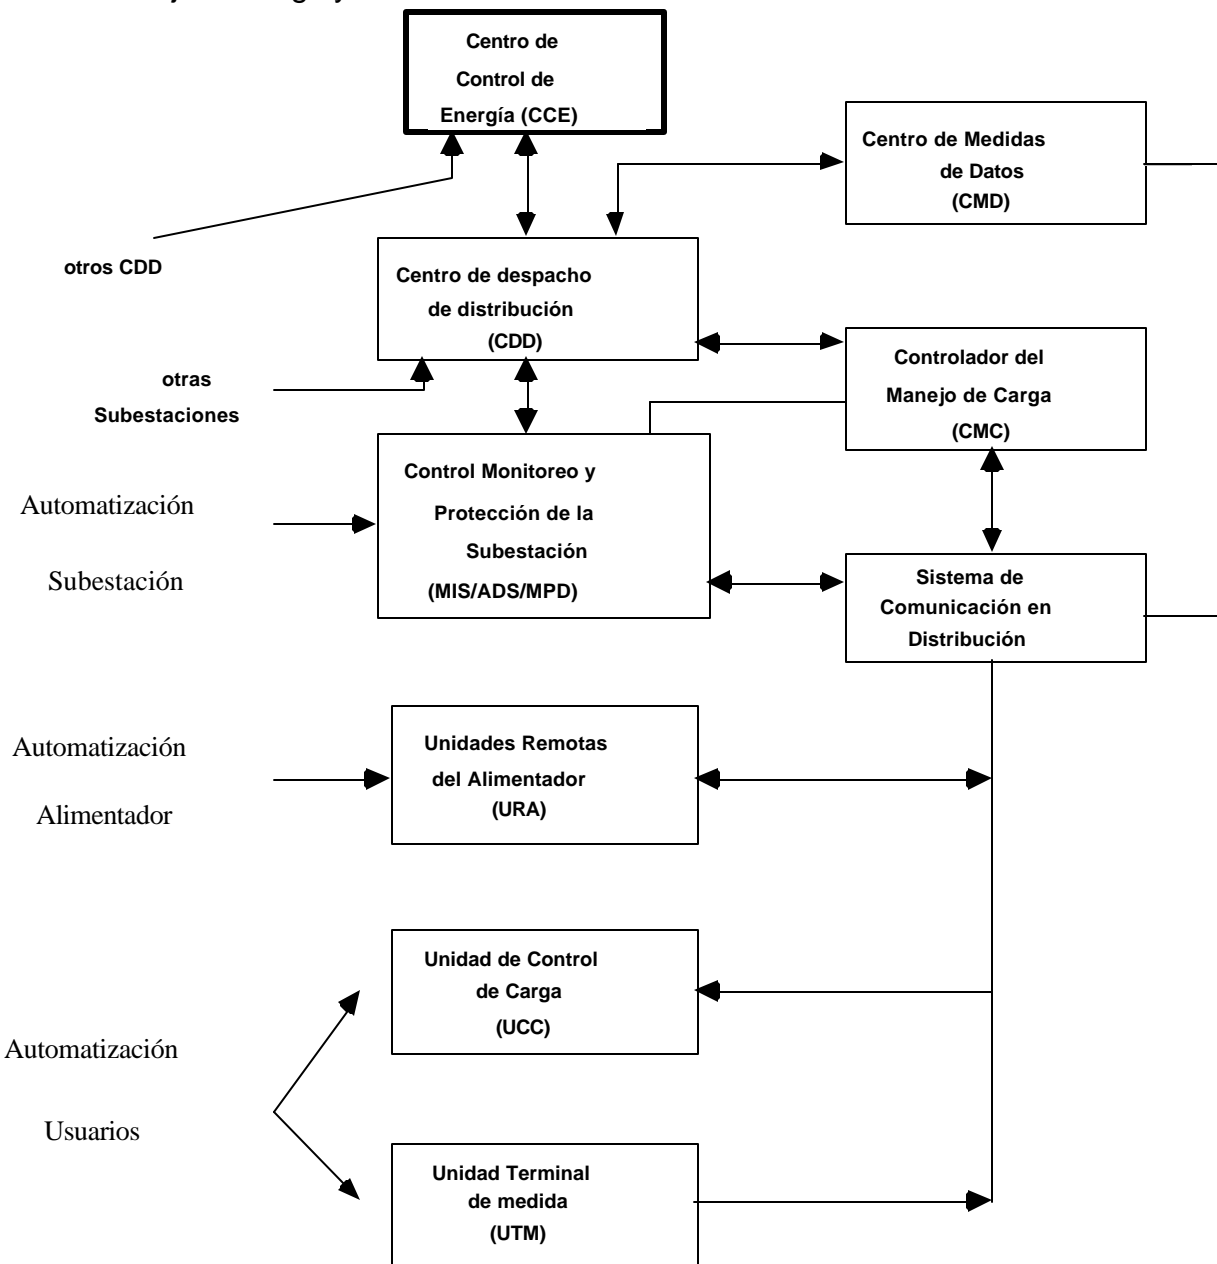 Centro de
Control de
Energía (CCE)
Centro de Medidas
de Datos
(CMD)
otros CDD
Centro de despacho
de distribución
(CDD)
Controlador del
Manejo de Carga
(CMC)
otras
Subestaciones
Control Monitoreo y
Protección de la
Subestación
(MIS/ADS/MPD)
Automatización
Subestación
Sistema de
Comunicación en
Distribución
Automatización
Alimentador
Unidades Remotas
del Alimentador
(URA)
Unidad de Control
de Carga
(UCC)
Automatización
Usuarios
Unidad Terminal
de medida
(UTM)